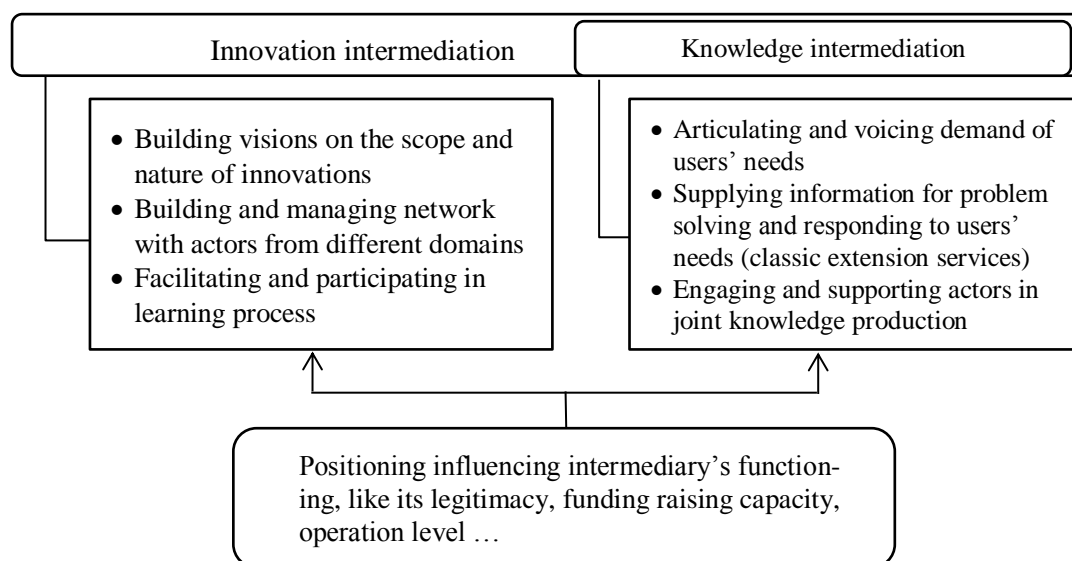 Innovation intermediation
Knowledge intermediation
• Building visions on the scope and
nature of innovations
• Building and managing network
with actors from different domains
• Facilitating and participating in
learning process
• Articulating and voicing demand of
users’ needs
• Supplying information for problem
solving and responding to users’
needs (classic extension services)
• Engaging and supporting actors in
joint knowledge production
Positioning influencing intermediary’s function-
ing, like its legitimacy, funding raising capacity,
operation level …